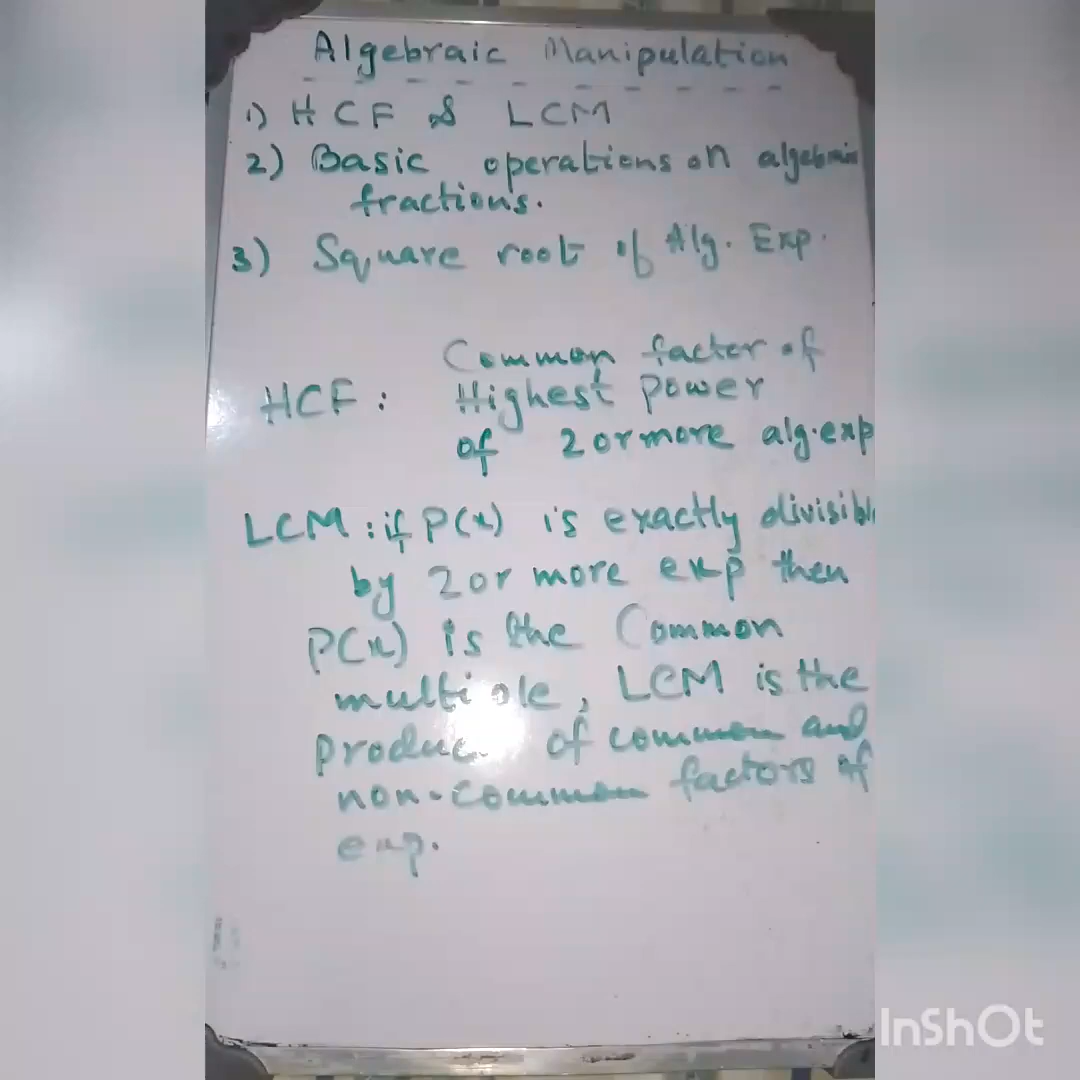 Algebraic Manipulation
1) HCF & LCM
2) Basic operations on algebraic
fractions.
3) Square root of Alg. Exp.
Common factor of
HCF: Highest power
of 2 or more alg.exp
LCM: if P(x) is exactly divisibl
by 2 or more exp then
P(x) is the Common
multiple, LCM is the
product of common and
non-common factors of
exp.
InShOt